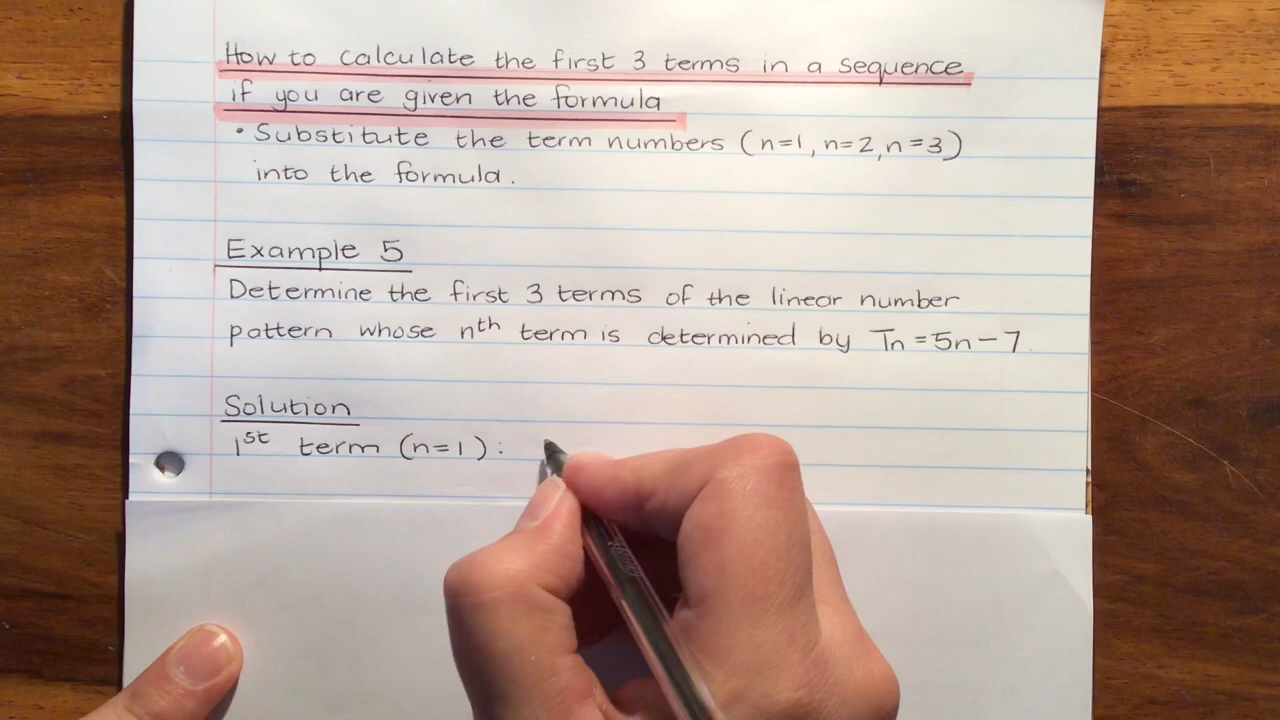 How to calculate the first 3 terms in a sequence
if you are given the formula
• Substitute the term numbers (n=1, n=2, n=3)
into the formula.
Example 5
Determine the first 3 terms of the linear number
pattern whose nth term is determined by Tn = 5n - 7.
Solution
1st term (n=1):